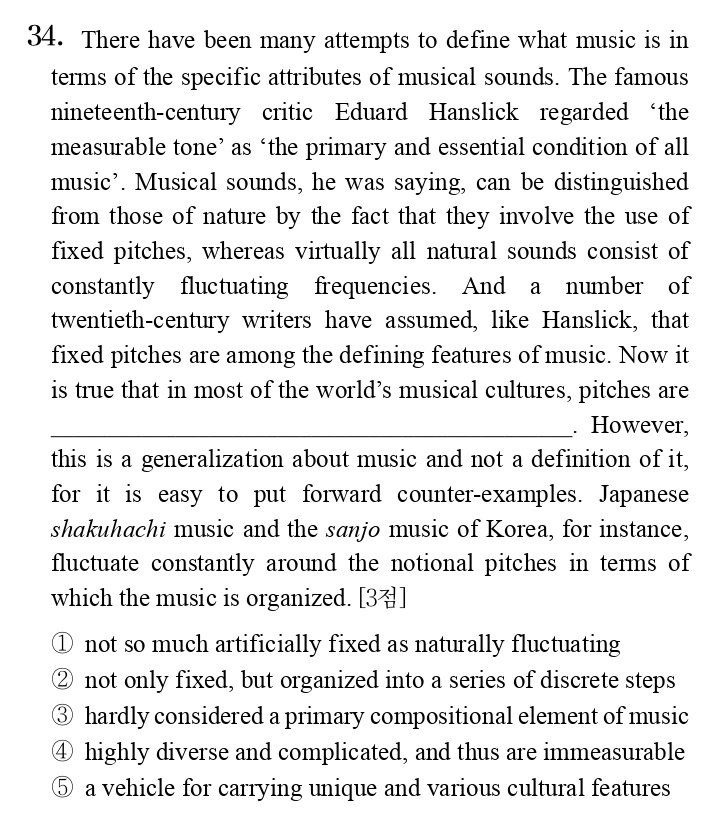 34. There have been many attempts to define what music is in
terms of the specific attributes of musical sounds. The famous
nineteenth-century critic Eduard Hanslick regarded ‘the
measurable tone’ as ‘the primary and essential condition of all
music’. Musical sounds, he was saying, can be distinguished
from those of nature by the fact that they involve the use of
fixed pitches, whereas virtually all natural sounds consist of
constantly fluctuating frequencies. And a number of
twentieth-century writers have assumed, like Hanslick, that
fixed pitches are among the defining features of music. Now it
is true that in most of the world’s musical cultures, pitches are
________________________________________. However,
this is a generalization about music and not a definition of it,
for it is easy to put forward counter-examples. Japanese
shakuhachi music and the sanjo music of Korea, for instance,
fluctuate constantly around the notional pitches in terms of
which the music is organized. [3점]
① not so much artificially fixed as naturally fluctuating
② not only fixed, but organized into a series of discrete steps
③ hardly considered a primary compositional element of music
④ highly diverse and complicated, and thus are immeasurable
⑤ a vehicle for carrying unique and various cultural features